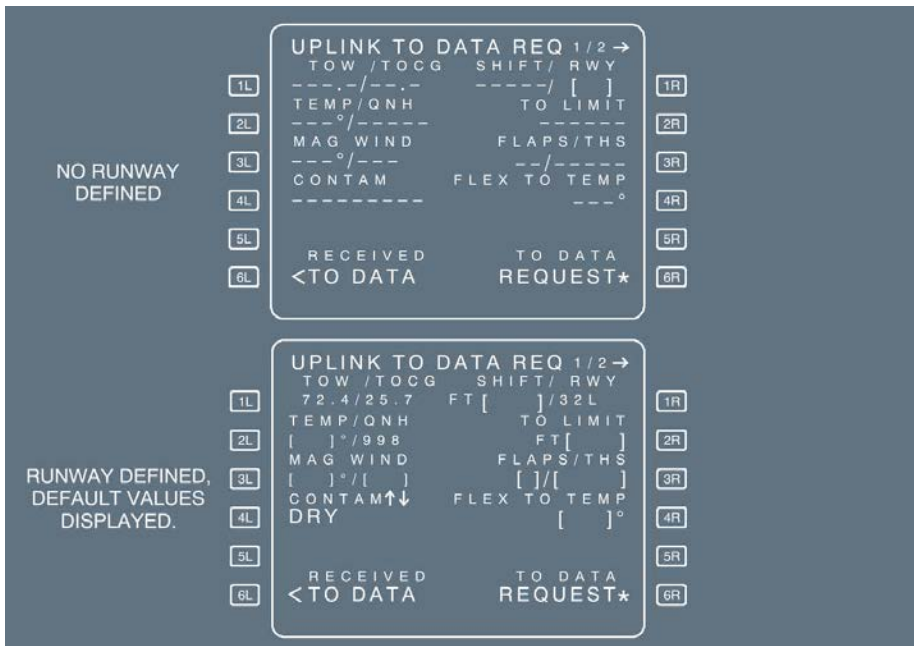 UPLINK TO DATA REQ 1/2→
TOW /TOCG SHIFT/ RWY
1L ---.-/--.- -----/ [ ] 1R
TEMP/QNH TO LIMIT
2L ---°/----- ------ 2R
MAG WIND FLAPS/THS
3L ---°/--- --/----- 3R
NO RUNWAY
DEFINED
CONTAM FLEX TO TEMP
4L --------- ---° 4R
5L 5R
RECEIVED TO DATA
6L <TO DATA REQUEST* 6R
UPLINK TO DATA REQ 1/2→
TOW /TOCG SHIFT/ RWY
1L 72.4/25.7 FT[ ]/32L 1R
TEMP/QNH TO LIMIT
2L [ ]°/998 FT[ ] 2R
MAG WIND FLAPS/THS
3L [ ]°/[ ] [ ]/[ ] 3R
RUNWAY DEFINED,
DEFAULT VALUES
DISPLAYED.
CONTAM↑↓ FLEX TO TEMP
4L DRY [ ]° 4R
5L 5R
RECEIVED TO DATA
6L <TO DATA REQUEST* 6R